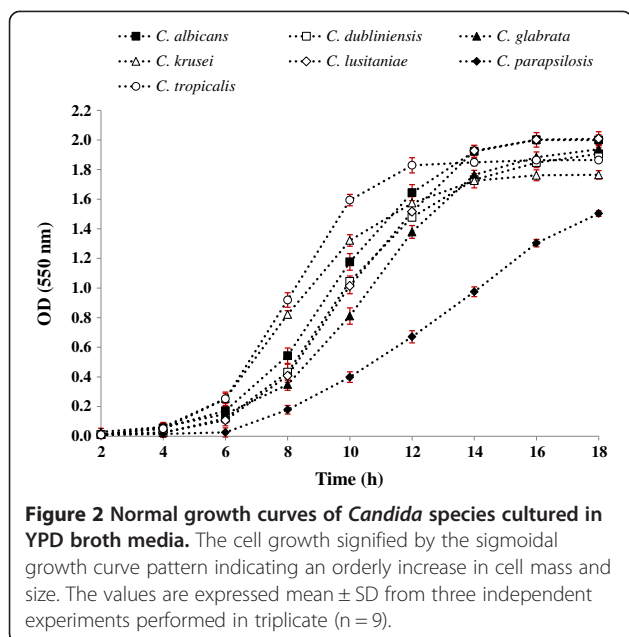 C. albicans C. dubliniensis C. glabrata
C. krusei C. lusitaniae C. parapsilosis
C. tropicalis
2.2
2.0
1.8
1.6
1.4
1.2
1.0
0.8
0.6
0.4
0.2
0.0
OD (550 nm)
2 4 6 8 10 12 14 16 18
Time (h)
Figure 2 Normal growth curves of Candida species cultured in
YPD broth media. The cell growth signified by the sigmoidal
growth curve pattern indicating an orderly increase in cell mass and
size. The values are expressed mean ± SD from three independent
experiments performed in triplicate (n = 9).